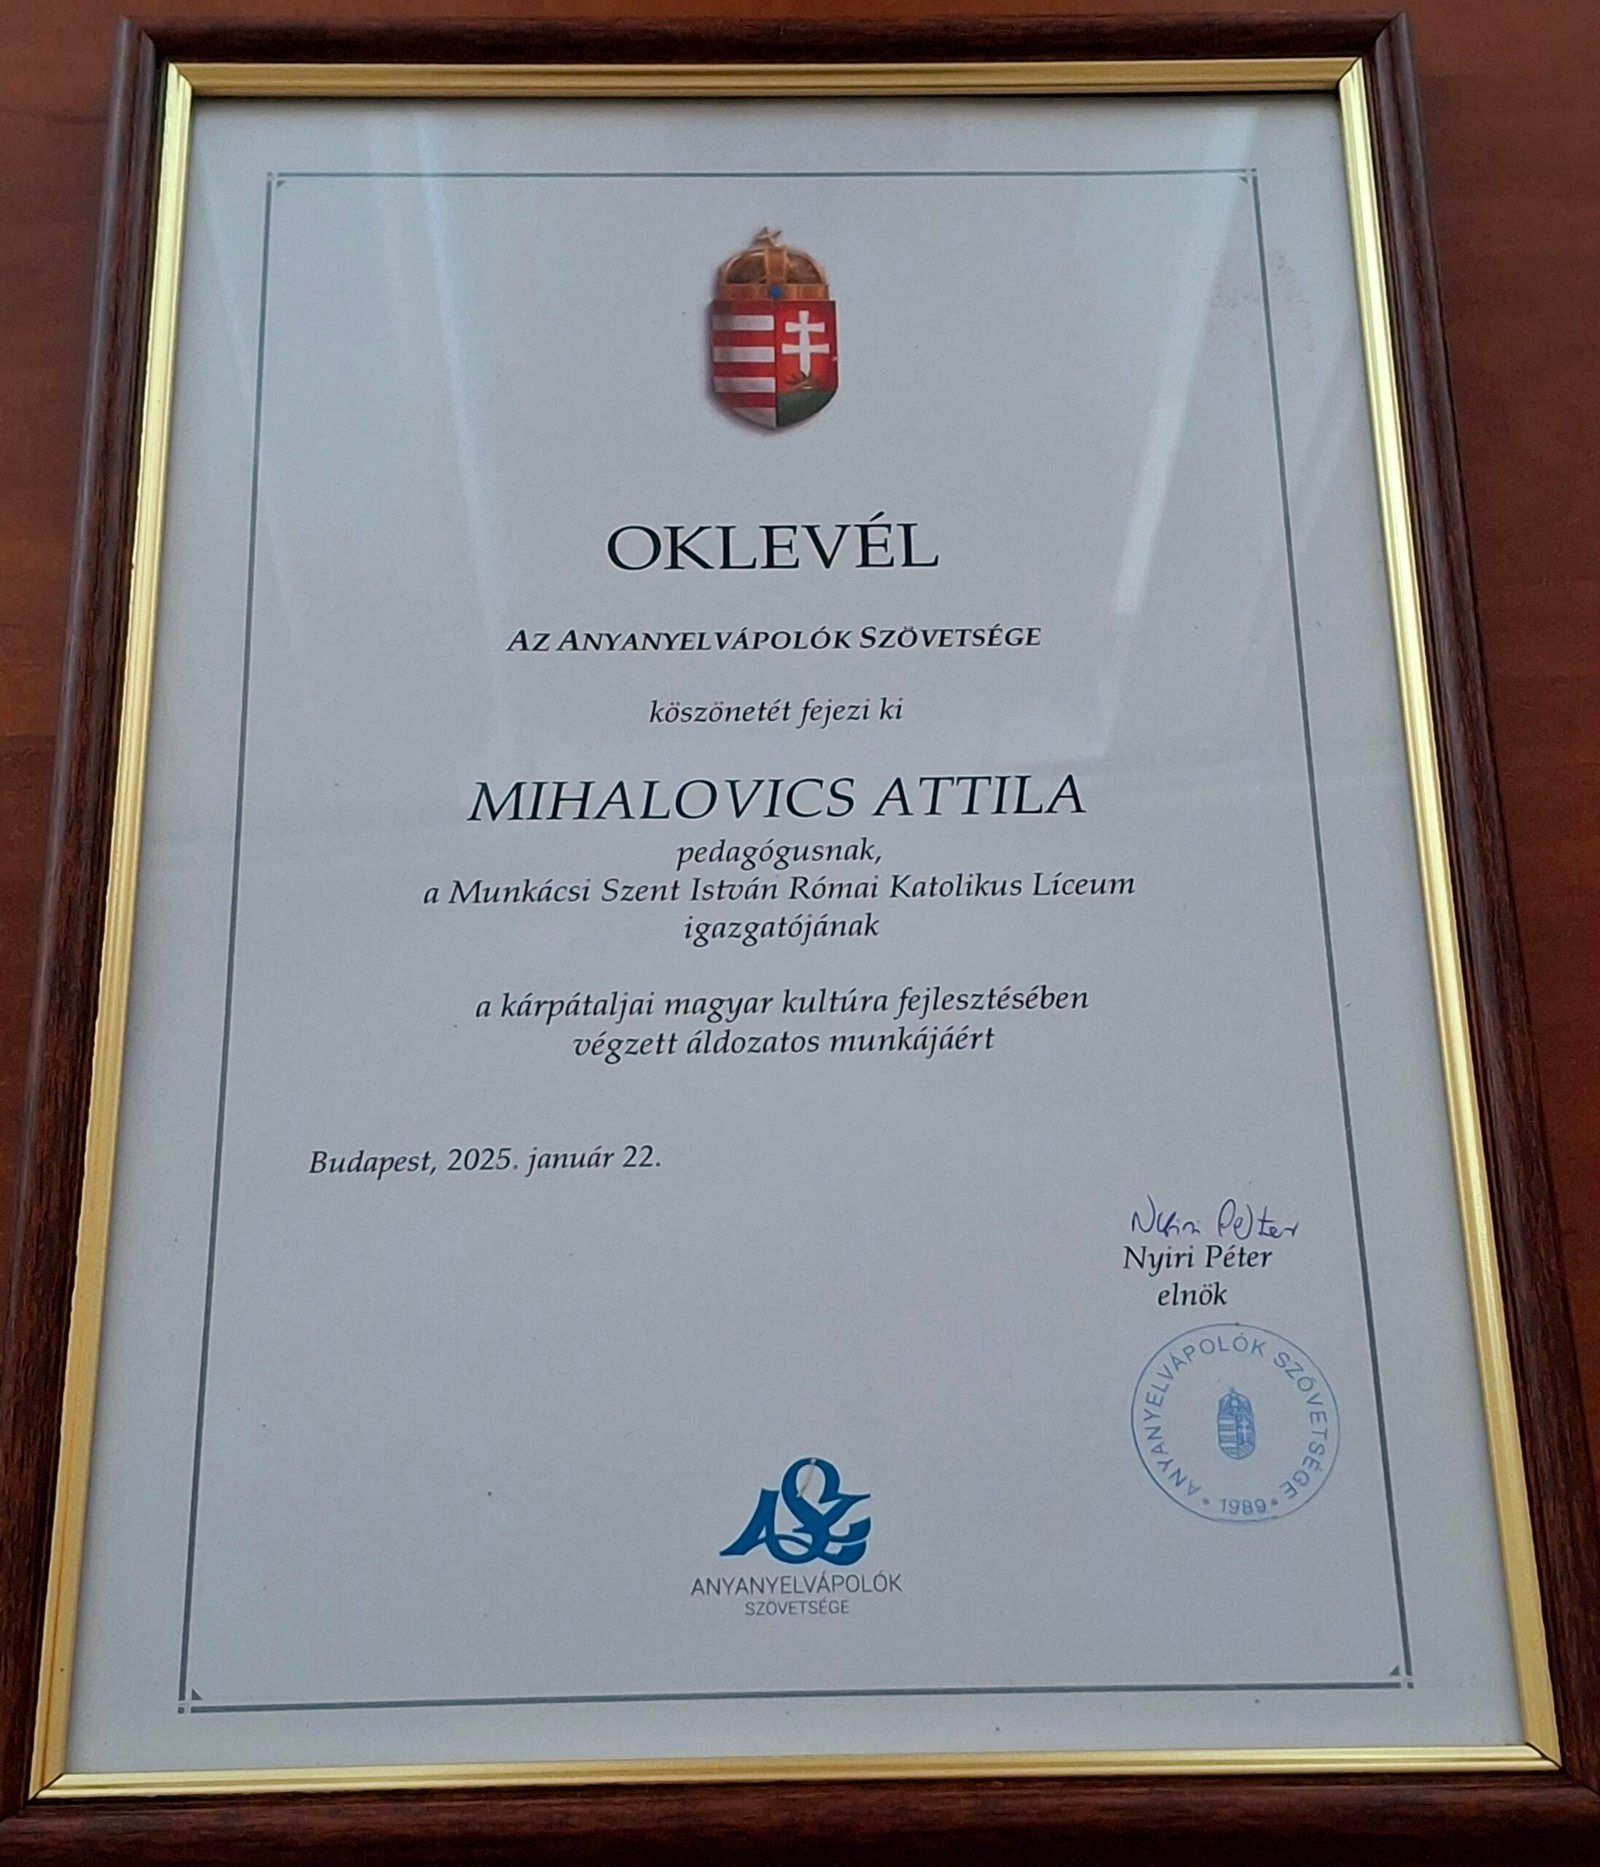 OKLEVÉL
AZ ANYANYELVÁPOLÓK SZÖVETSÉGE
köszönetét fejezi ki
MIHALOVICS ATTILA
pedagógusnak,
a Munkácsi Szent István Római Katolikus Líceum
igazgatójának
a kárpátaljai magyar kultúra fejlesztésében
végzett áldozatos munkájáért
Budapest, 2025. január 22.
Nyiri Péter
Nyiri Péter
elnök
ANYANYELVÁPOLÓK SZÖVETSÉGE
• 1989 •
ASZ
ANYANYELVÁPOLÓK
SZÖVETSÉGE